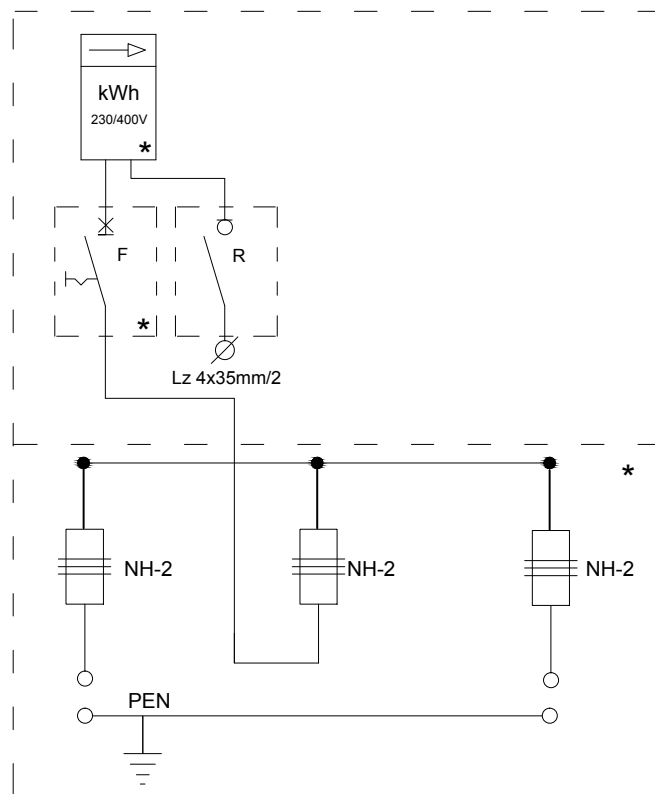 kWh
230/400V
*
F
R
*
Lz 4x35mm/2
*
NH-2
NH-2
NH-2
PEN